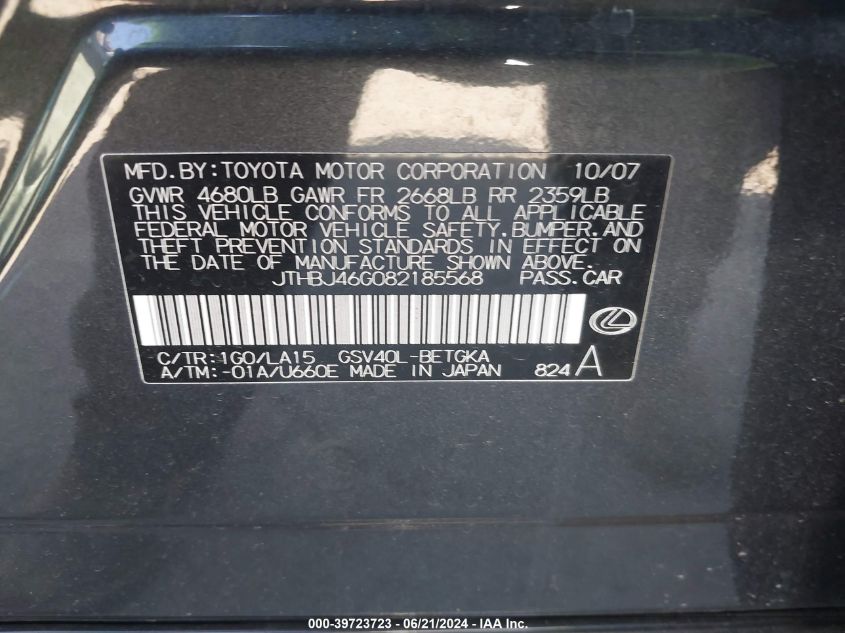 MFD.BY:TOYOTA MOTOR CORPORATION 10/07
GVWR 4680LB GAWR FR 2668LB RR 2359LB
THIS VEHICLE CONFORMS TO ALL APPLICABLE
FEDERAL MOTOR VEHICLE SAFETY.BUMPER.AND
THEFT PREVENTION STANDARDS IN EFFECT ON
THE DATE OF MANUFACTURE SHOWN ABOVE.
JTHBJ46G082185568 PASS.CAR
C/TR:1G0/LA15 GSV40L-BETGKA
A/TM:-01A/U660E MADE IN JAPAN 824 A
000-39723723 - 06/21/2024 - IAA Inc.